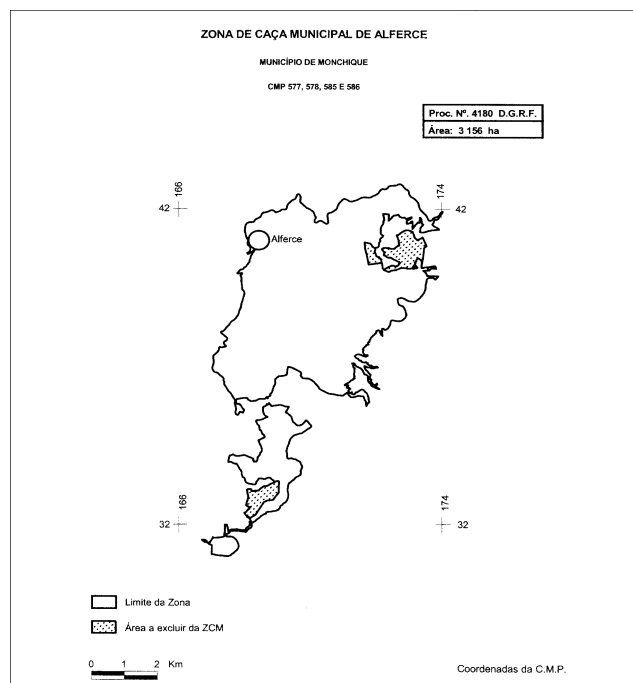 ZONA DE CAÇA MUNICIPAL DE ALFERCE
MUNICÍPIO DE MONCHIQUE
CMP 577, 578, 585 E 586
Proc. Nº. 4180 D.G.R.F.
Área: 3 156 ha
166
174
42
42
Alferce
166
174
32
32
Limite da Zona
Área a excluir da ZCM
0 1 2 Km
Coordenadas da C.M.P.